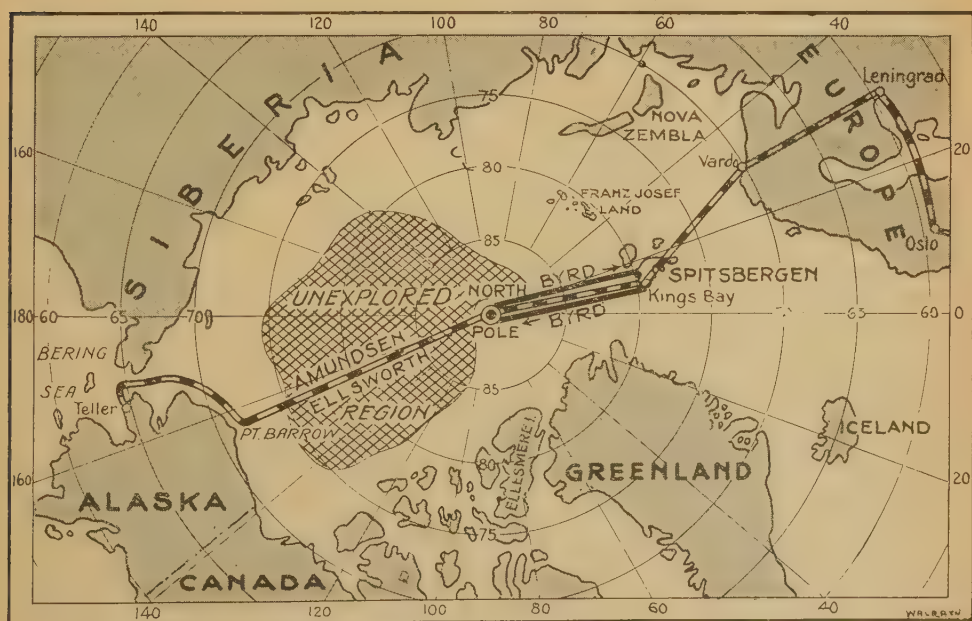 140
120
100
80
60
40
SIBERIA
EUROPE
Leningrad
75
NOVA
ZEMBLA
160
80
Vardo
20
FRANZ JOSEF
LAND
85
Oslo
BYRD →
SPITSBERGEN
UNEXPLORED
NORTH
Kings Bay
180
60
65
70
POLE
← BYRD
75
70
65
60
0
BERING
SEA
AMUNDSEN
ELLSWORTH
85
Teller
REGION
PT. BARROW
ICELAND
80
ELLESMERE
GREENLAND
160
20
ALASKA
75
CANADA
140
120
100
80
60
40
WALRATH